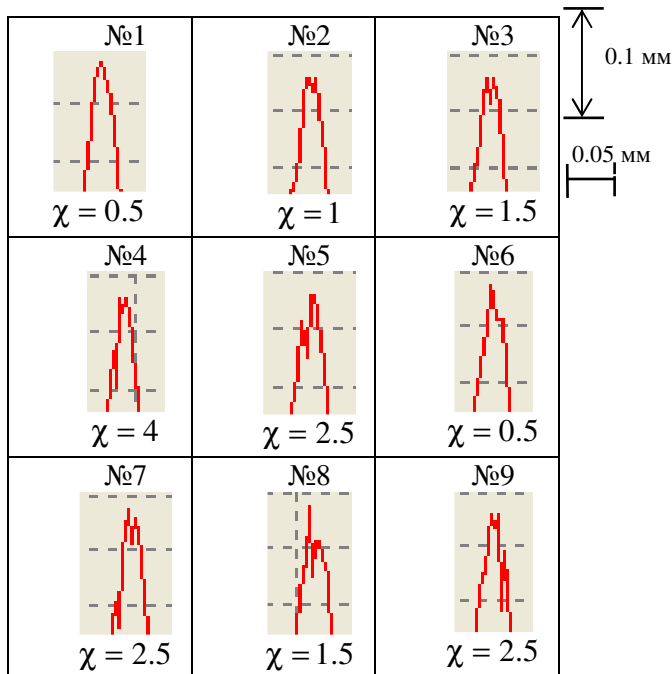 №1 №2 №3
0.1 мм
0.05 мм
χ = 0.5 χ = 1 χ = 1.5
№4 №5 №6
χ = 4 χ = 2.5 χ = 0.5
№7 №8 №9
χ = 2.5 χ = 1.5 χ = 2.5